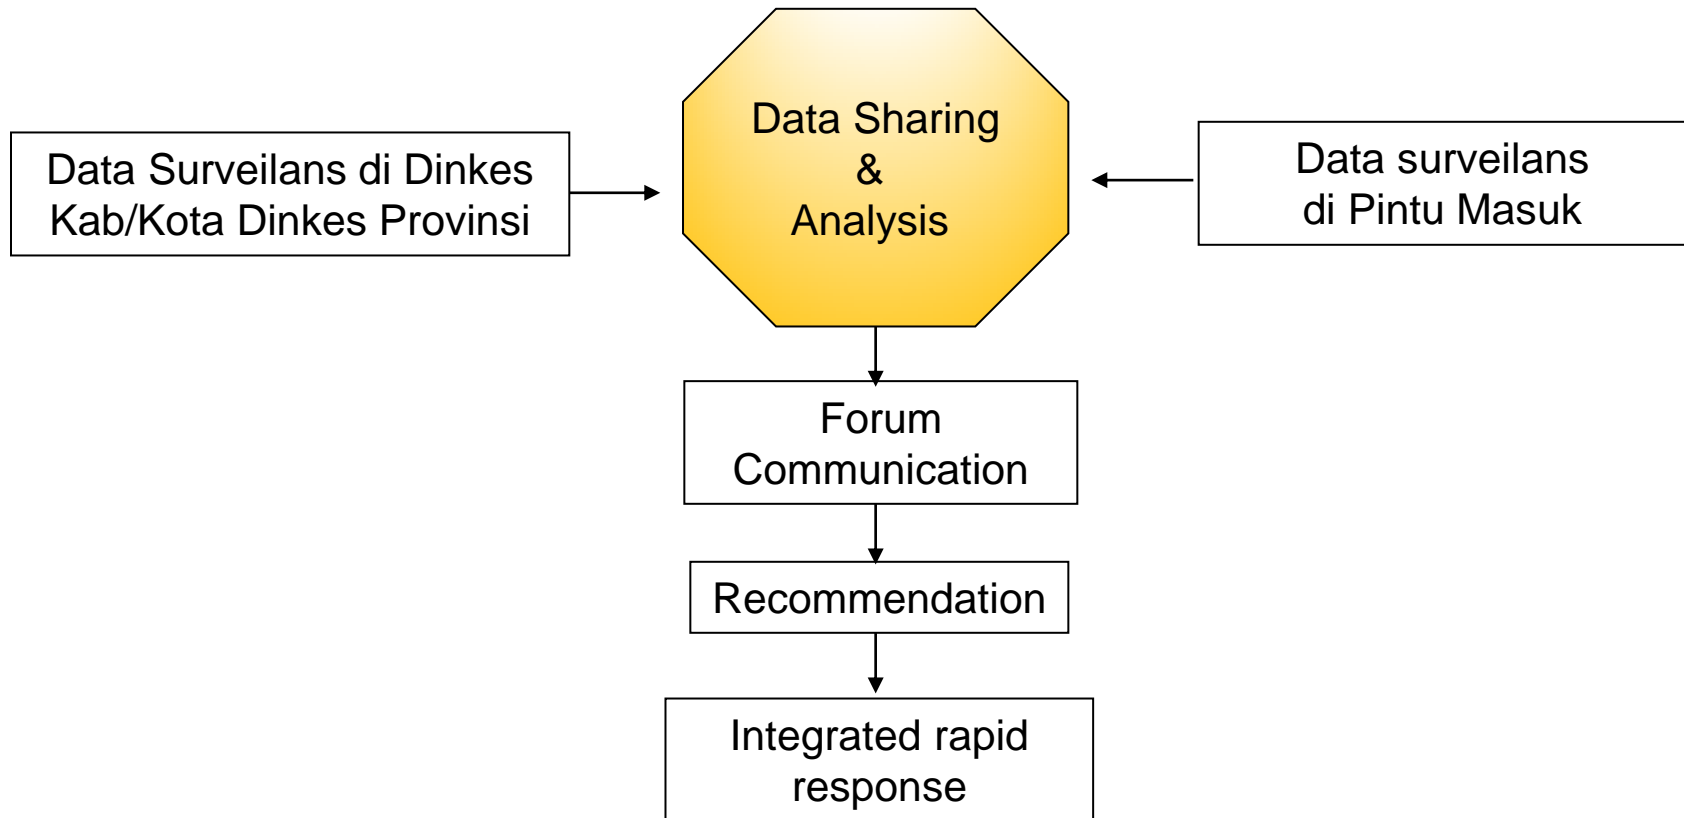 Data Sharing
&
Analysis
Data Surveilans di Dinkes
Kab/Kota Dinkes Provinsi
Data surveilans
di Pintu Masuk
Forum
Communication
Recommendation
Integrated rapid
response